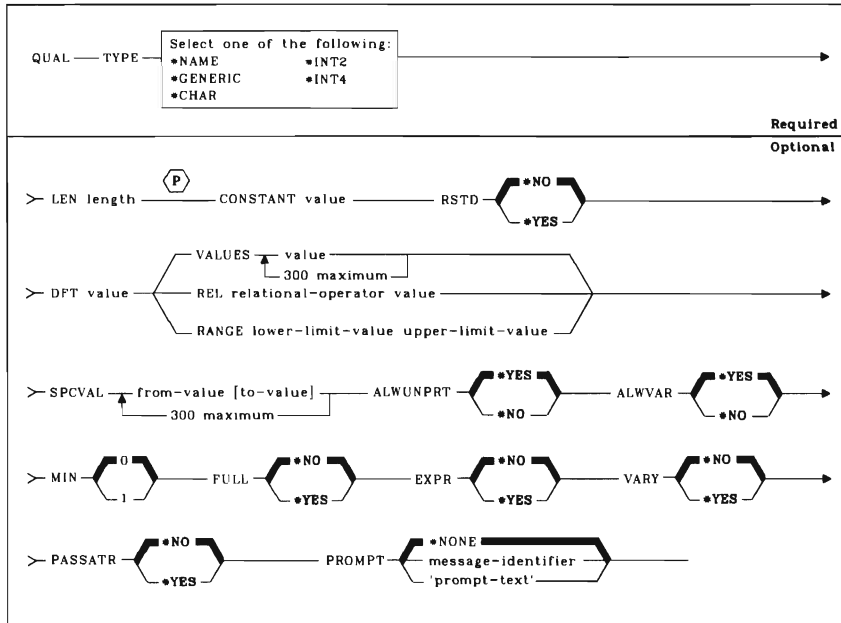 Select one of the following:
QUAL TYPE *NAME *INT2
*GENERIC *INT4
*CHAR
Required
Optional
P
*NO
LEN length CONSTANT value RSTD
*YES
VALUES value
300 maximum
DFT value REL relational-operator value
RANGE lower-limit-value upper-limit-value
*YES *YES
SPCVAL from-value [to-value] ALWUNPRT ALWVAR
300 maximum *NO *NO
0 *NO *NO *NO
MIN FULL EXPR VARY
1 *YES *YES *YES
*NO *NONE
PASSATR PROMPT message-identifier
*YES 'prompt-text'